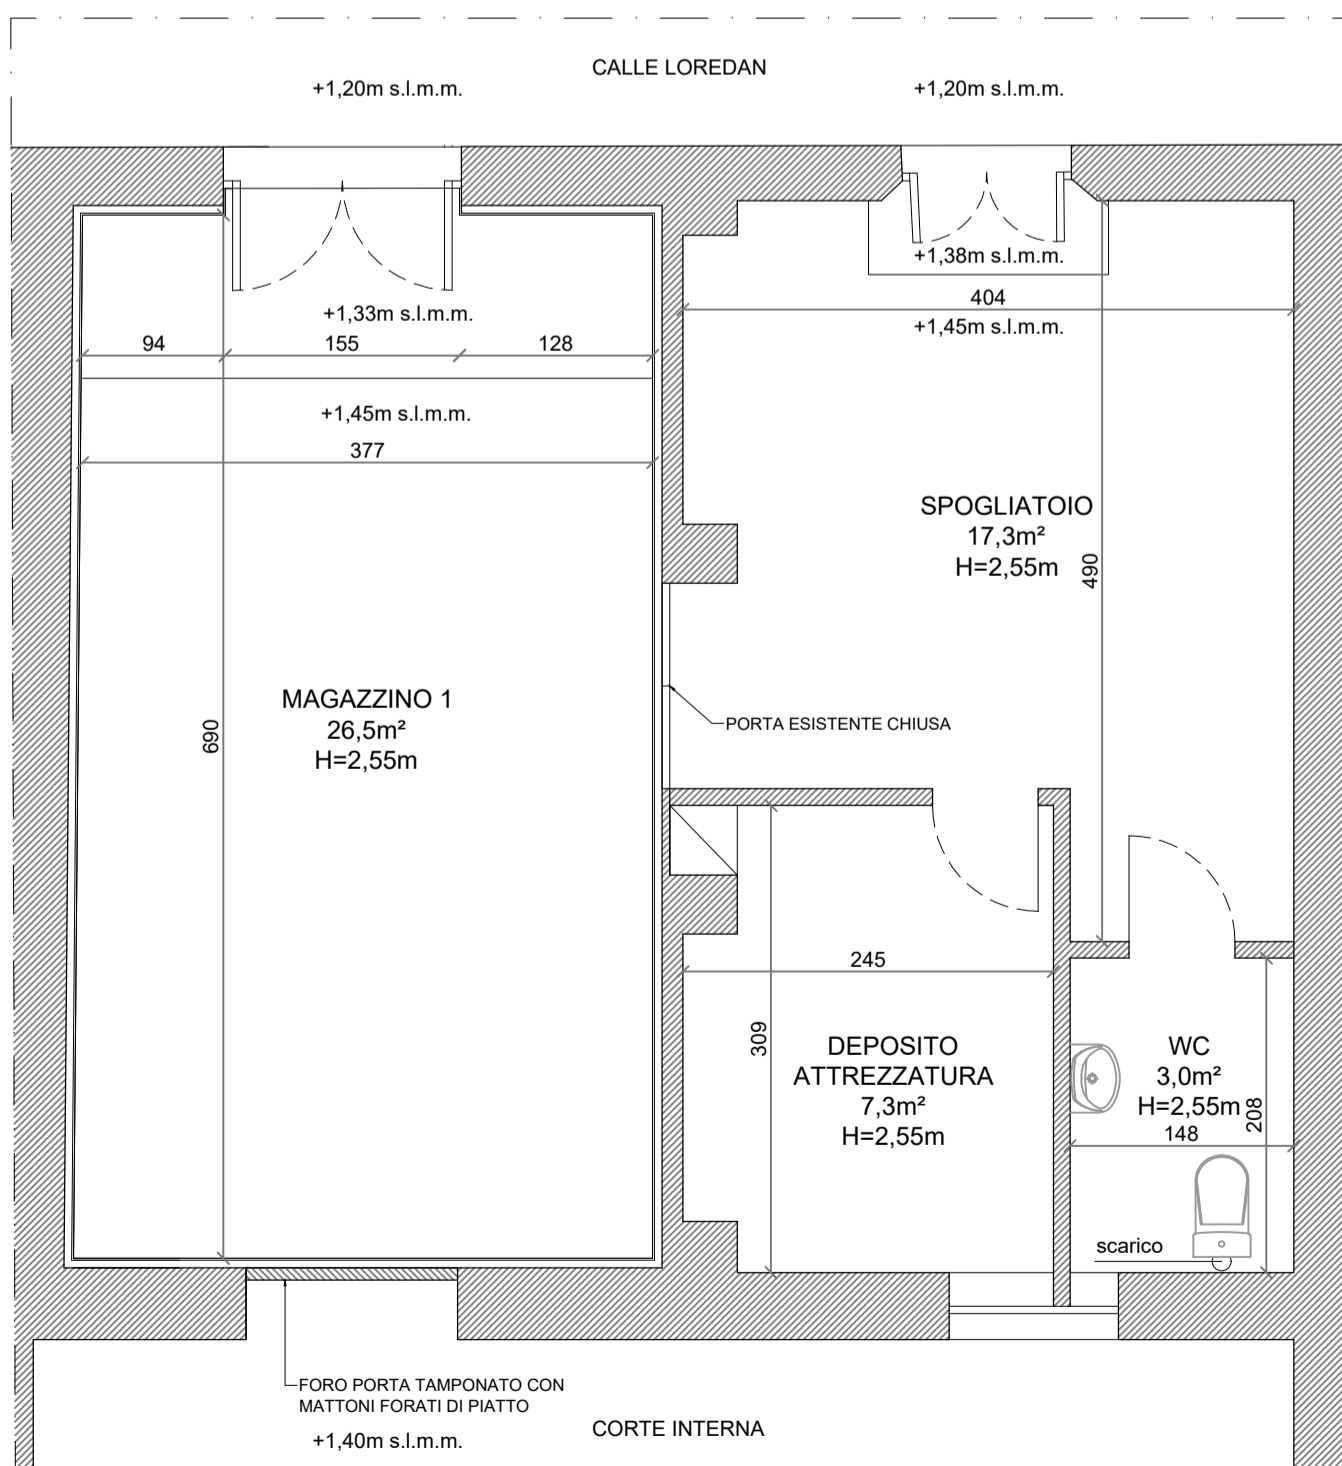 CALLE LOREDAN
+1,20m s.l.m.m.
+1,20m s.l.m.m.
+1,38m s.l.m.m.
404
+1,45m s.l.m.m.
+1,33m s.l.m.m.
94
155
128
+1,45m s.l.m.m.
377
SPOGLIATOIO
17,3m²
H=2,55m
490
MAGAZZINO 1
26,5m²
H=2,55m
690
PORTA ESISTENTE CHIUSA
245
309
DEPOSITO
ATTREZZATURA
7,3m²
H=2,55m
WC
3,0m²
H=2,55m
208
148
scarico
FORO PORTA TAMPONATO CON
MATTONI FORATI DI PIATTO
+1,40m s.l.m.m.
CORTE INTERNA